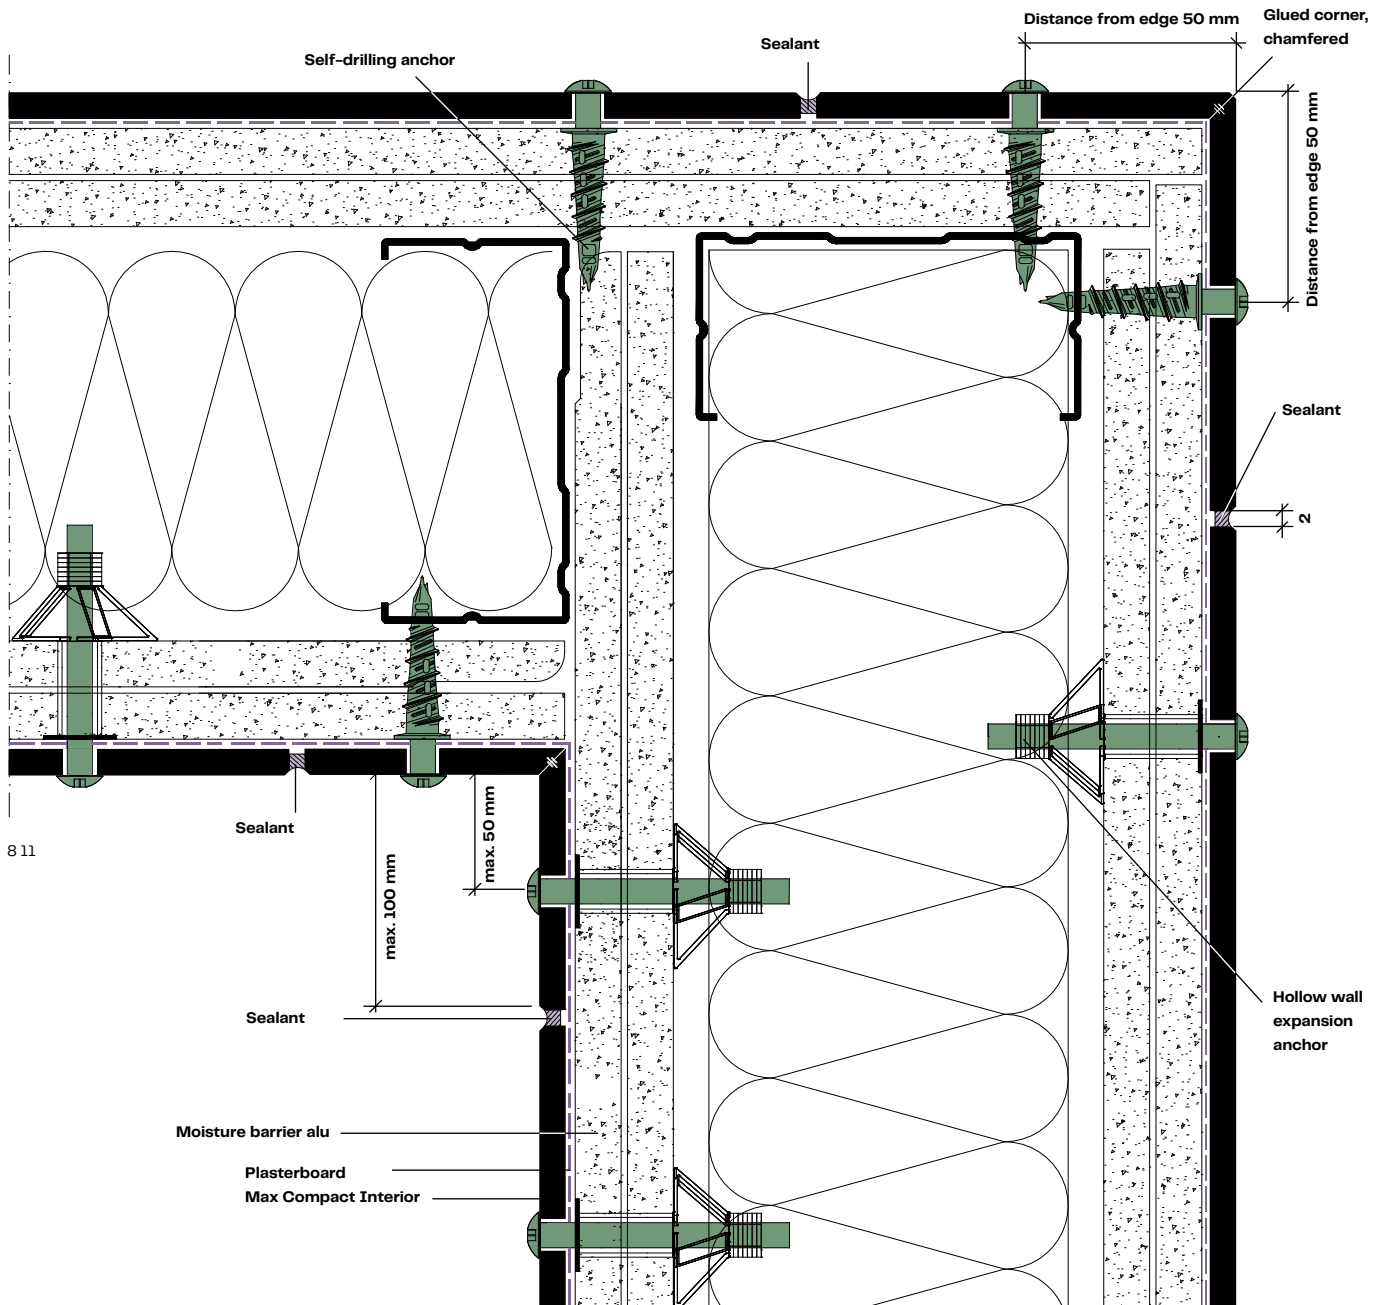 Distance from edge 50 mm
Glued corner,
chamfered
Sealant
Self-drilling anchor
Distance from edge 50 mm
Sealant
2
Sealant
max. 50 mm
8 11
max. 100 mm
Sealant
Hollow wall
expansion
anchor
Moisture barrier alu
Plasterboard
Max Compact Interior